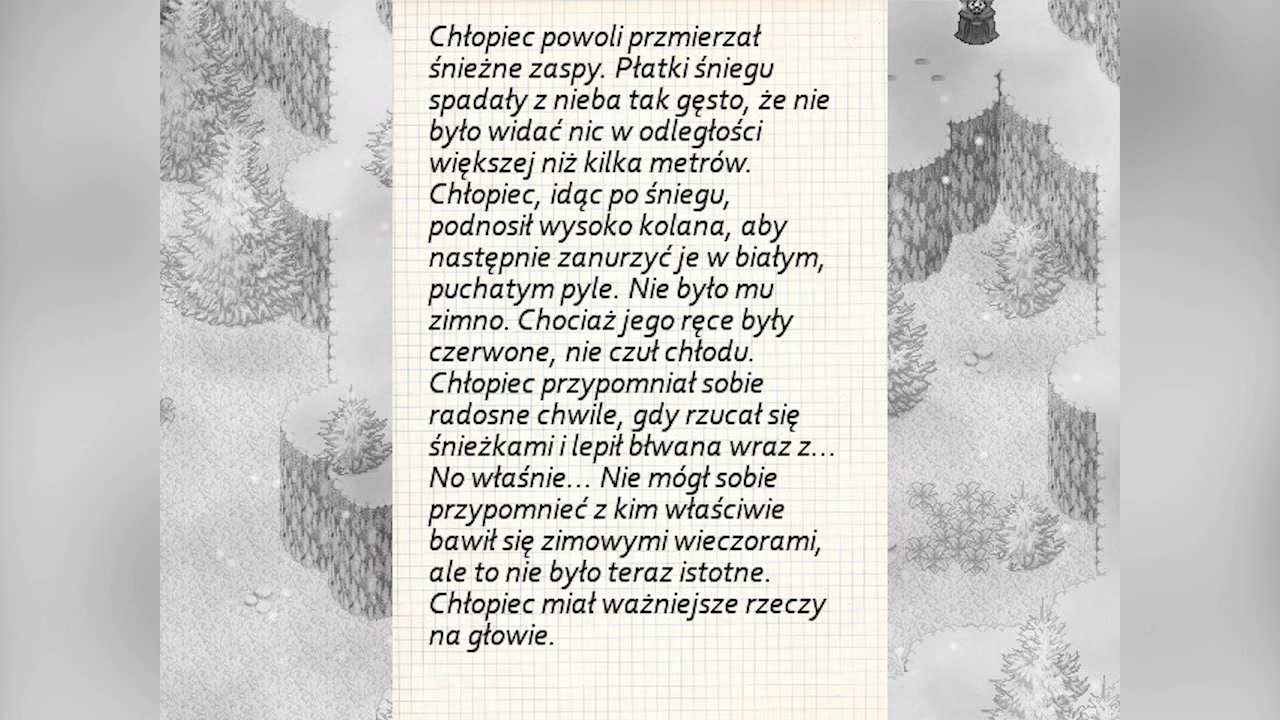 Chłopiec powoli przmierzał
śnieżne zaspy. Płatki śniegu
spadały z nieba tak gęsto, że nie
było widać nic w odległości
większej niż kilka metrów.
Chłopiec, idąc po śniegu,
podnosił wysoko kolana, aby
następnie zanurzyć je w białym,
puchatym pyle. Nie było mu
zimno. Chociaż jego ręce były
czerwone, nie czuł chłodu.
Chłopiec przypomniał sobie
radosne chwile, gdy rzucał się
śnieżkami i lepił błwana wraz z...
No właśnie... Nie mógł sobie
przypomnieć z kim właściwie
bawił się zimowymi wieczorami,
ale to nie było teraz istotne.
Chłopiec miał ważniejsze rzeczy
na głowie.